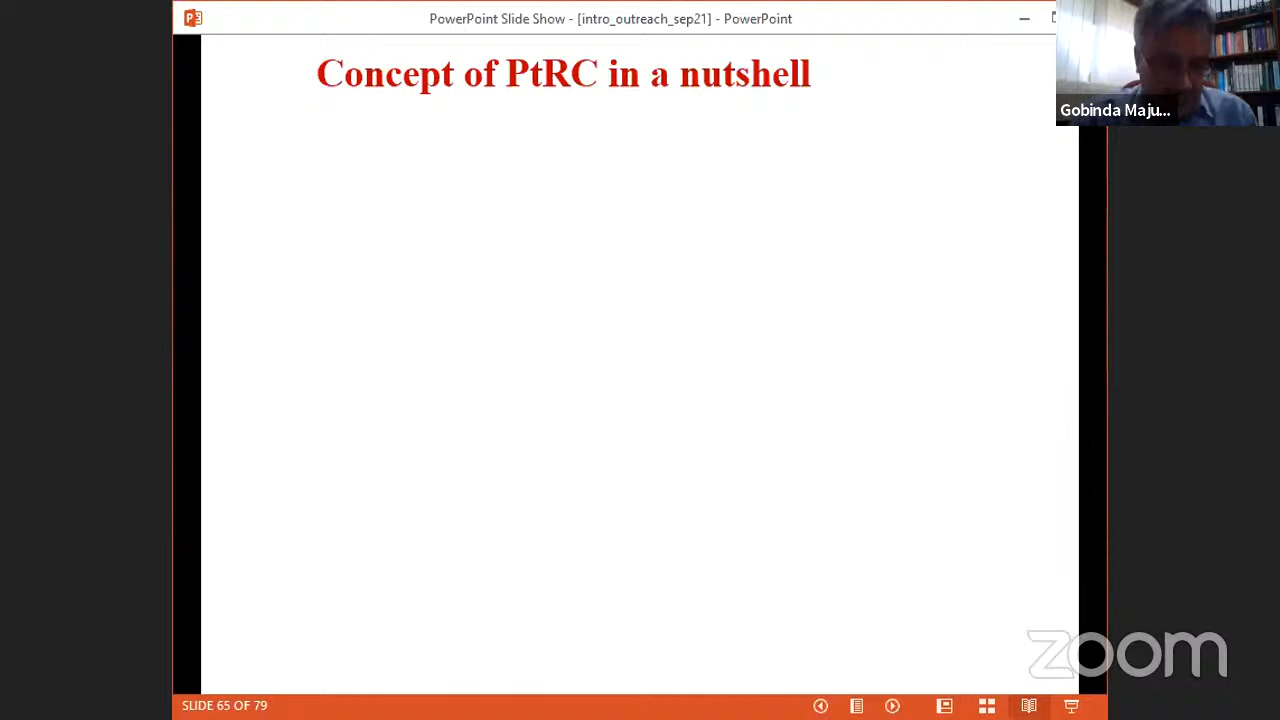 PowerPoint Slide Show - [intro_outreach_sep21] - PowerPoint
Concept of PtRC in a nutshell
Gobinda Maju...
zoom
SLIDE 65 OF 79